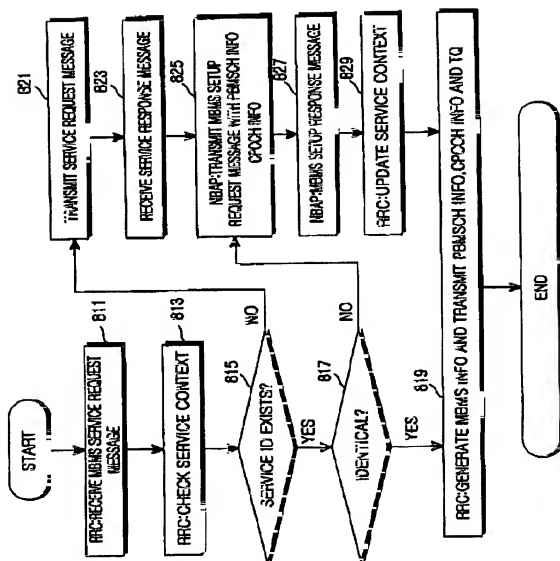 START
811
RRC:RECEIVE MBMS SERVICE REQUEST
MESSAGE
813
RRC:CHECK SERVICE CONTEXT
815
SERVICE ID EXISTS?
NO
YES
817
IDENTICAL?
NO
YES
819
RRC:GENERATE MBMS INFO AND TRANSMIT PBMSCH INFO,CPCCH INFO AND TQ
END
821
TRANSMIT SERVICE REQUEST MESSAGE
823
RECEIVE SERVICE RESPONSE MESSAGE
825
NBAP:TRANSMIT MBMS SETUP
REQUEST MESSAGE WITH PBMSCH INFO
CPCCH INFO
827
NBAP:MBMS SETUP RESPONSE MESSAGE
829
RRC:UPDATE SERVICE CONTEXT